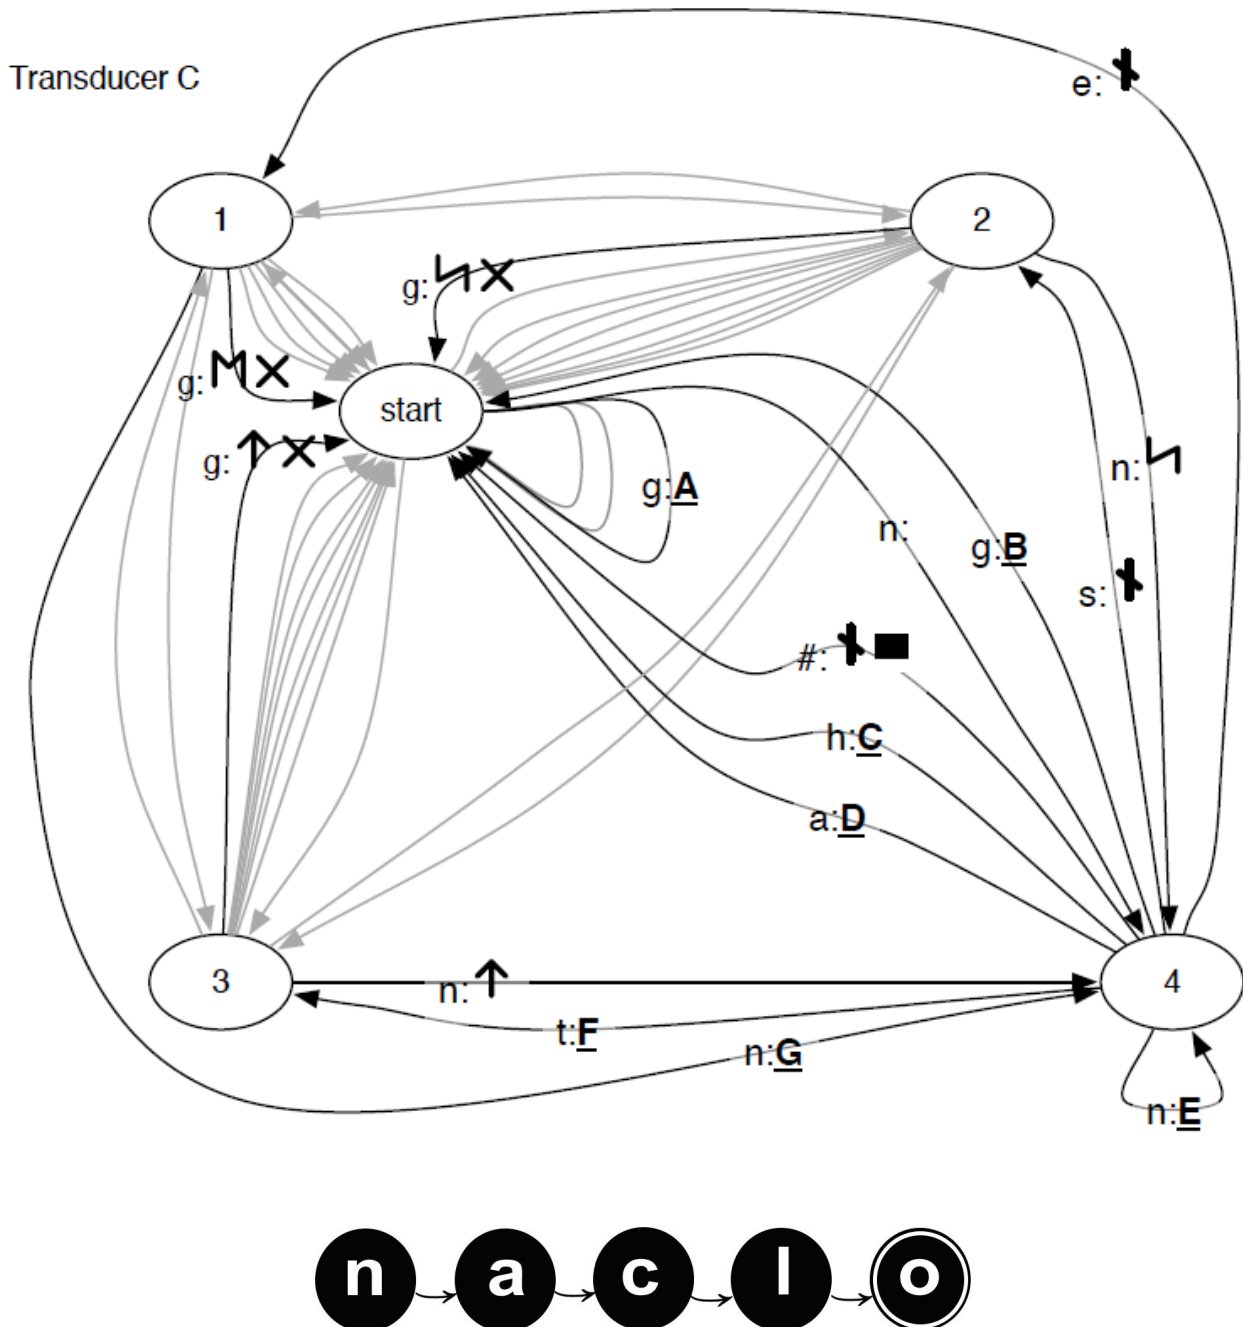 Transducer C
e: ᚾ
1
2
g: ᛋ ᚷ
g: ᛖ ᚷ
start
g: ᛏ ᚷ
g:A
n: ᛋ
n:
g:B
s: ᚾ
#: ᚾ ■
h:C
a:D
3
n: ᛏ
4
t:F
n:G
n:E
n a c l o